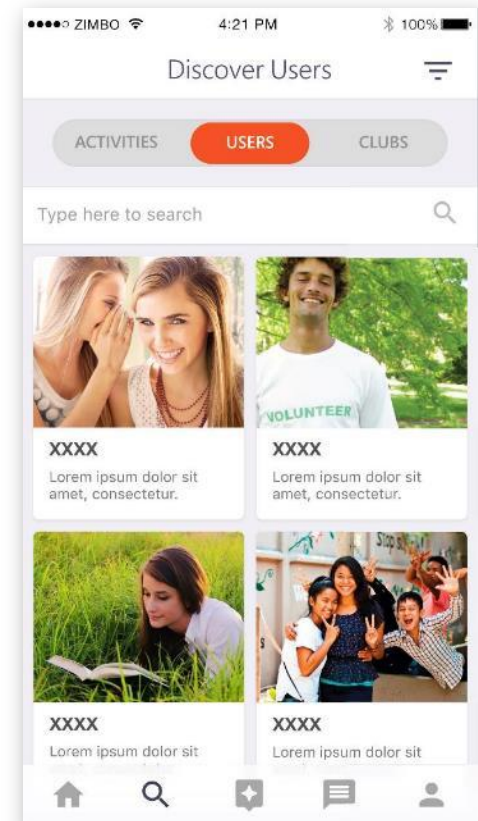 ZIMBO 4:21 PM 100%
Discover Users
ACTIVITIES USERS CLUBS
Type here to search
VOLUNTEER
XXXX
Lorem ipsum dolor sit
amet, consectetur.
XXXX
Lorem ipsum dolor sit
amet, consectetur.
Stop
XXXX
Lorem ipsum dolor sit
XXXX
Lorem ipsum dolor sit